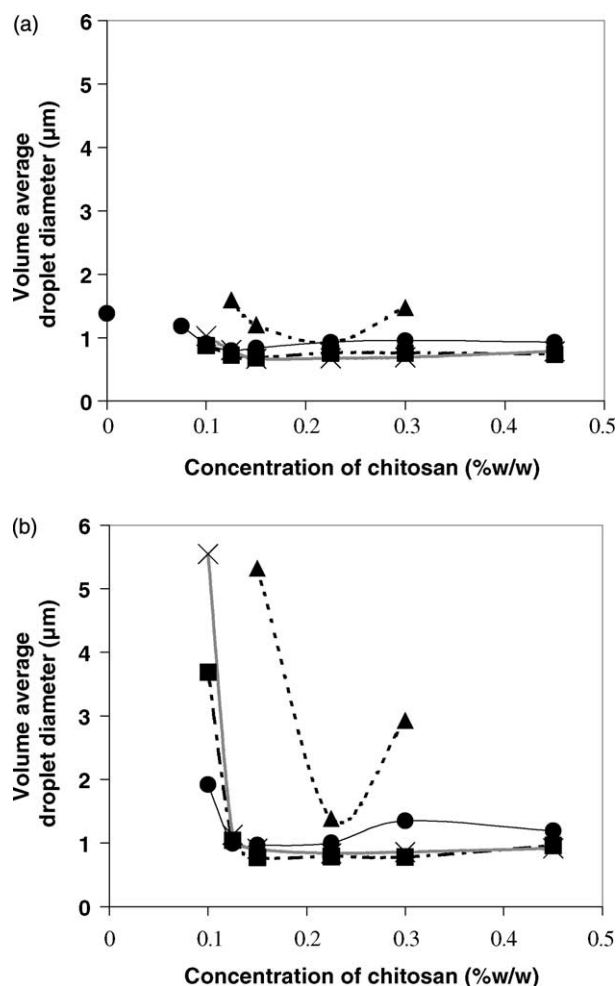 (a)
6
5
4
3
2
1
0
Volume average
droplet diameter (µm)
0 0.1 0.2 0.3 0.4 0.5
Concentration of chitosan (%w/w)
(b)
6
5
4
3
2
1
0
Volume average
droplet diameter (µm)
0 0.1 0.2 0.3 0.4 0.5
Concentration of chitosan (%w/w)